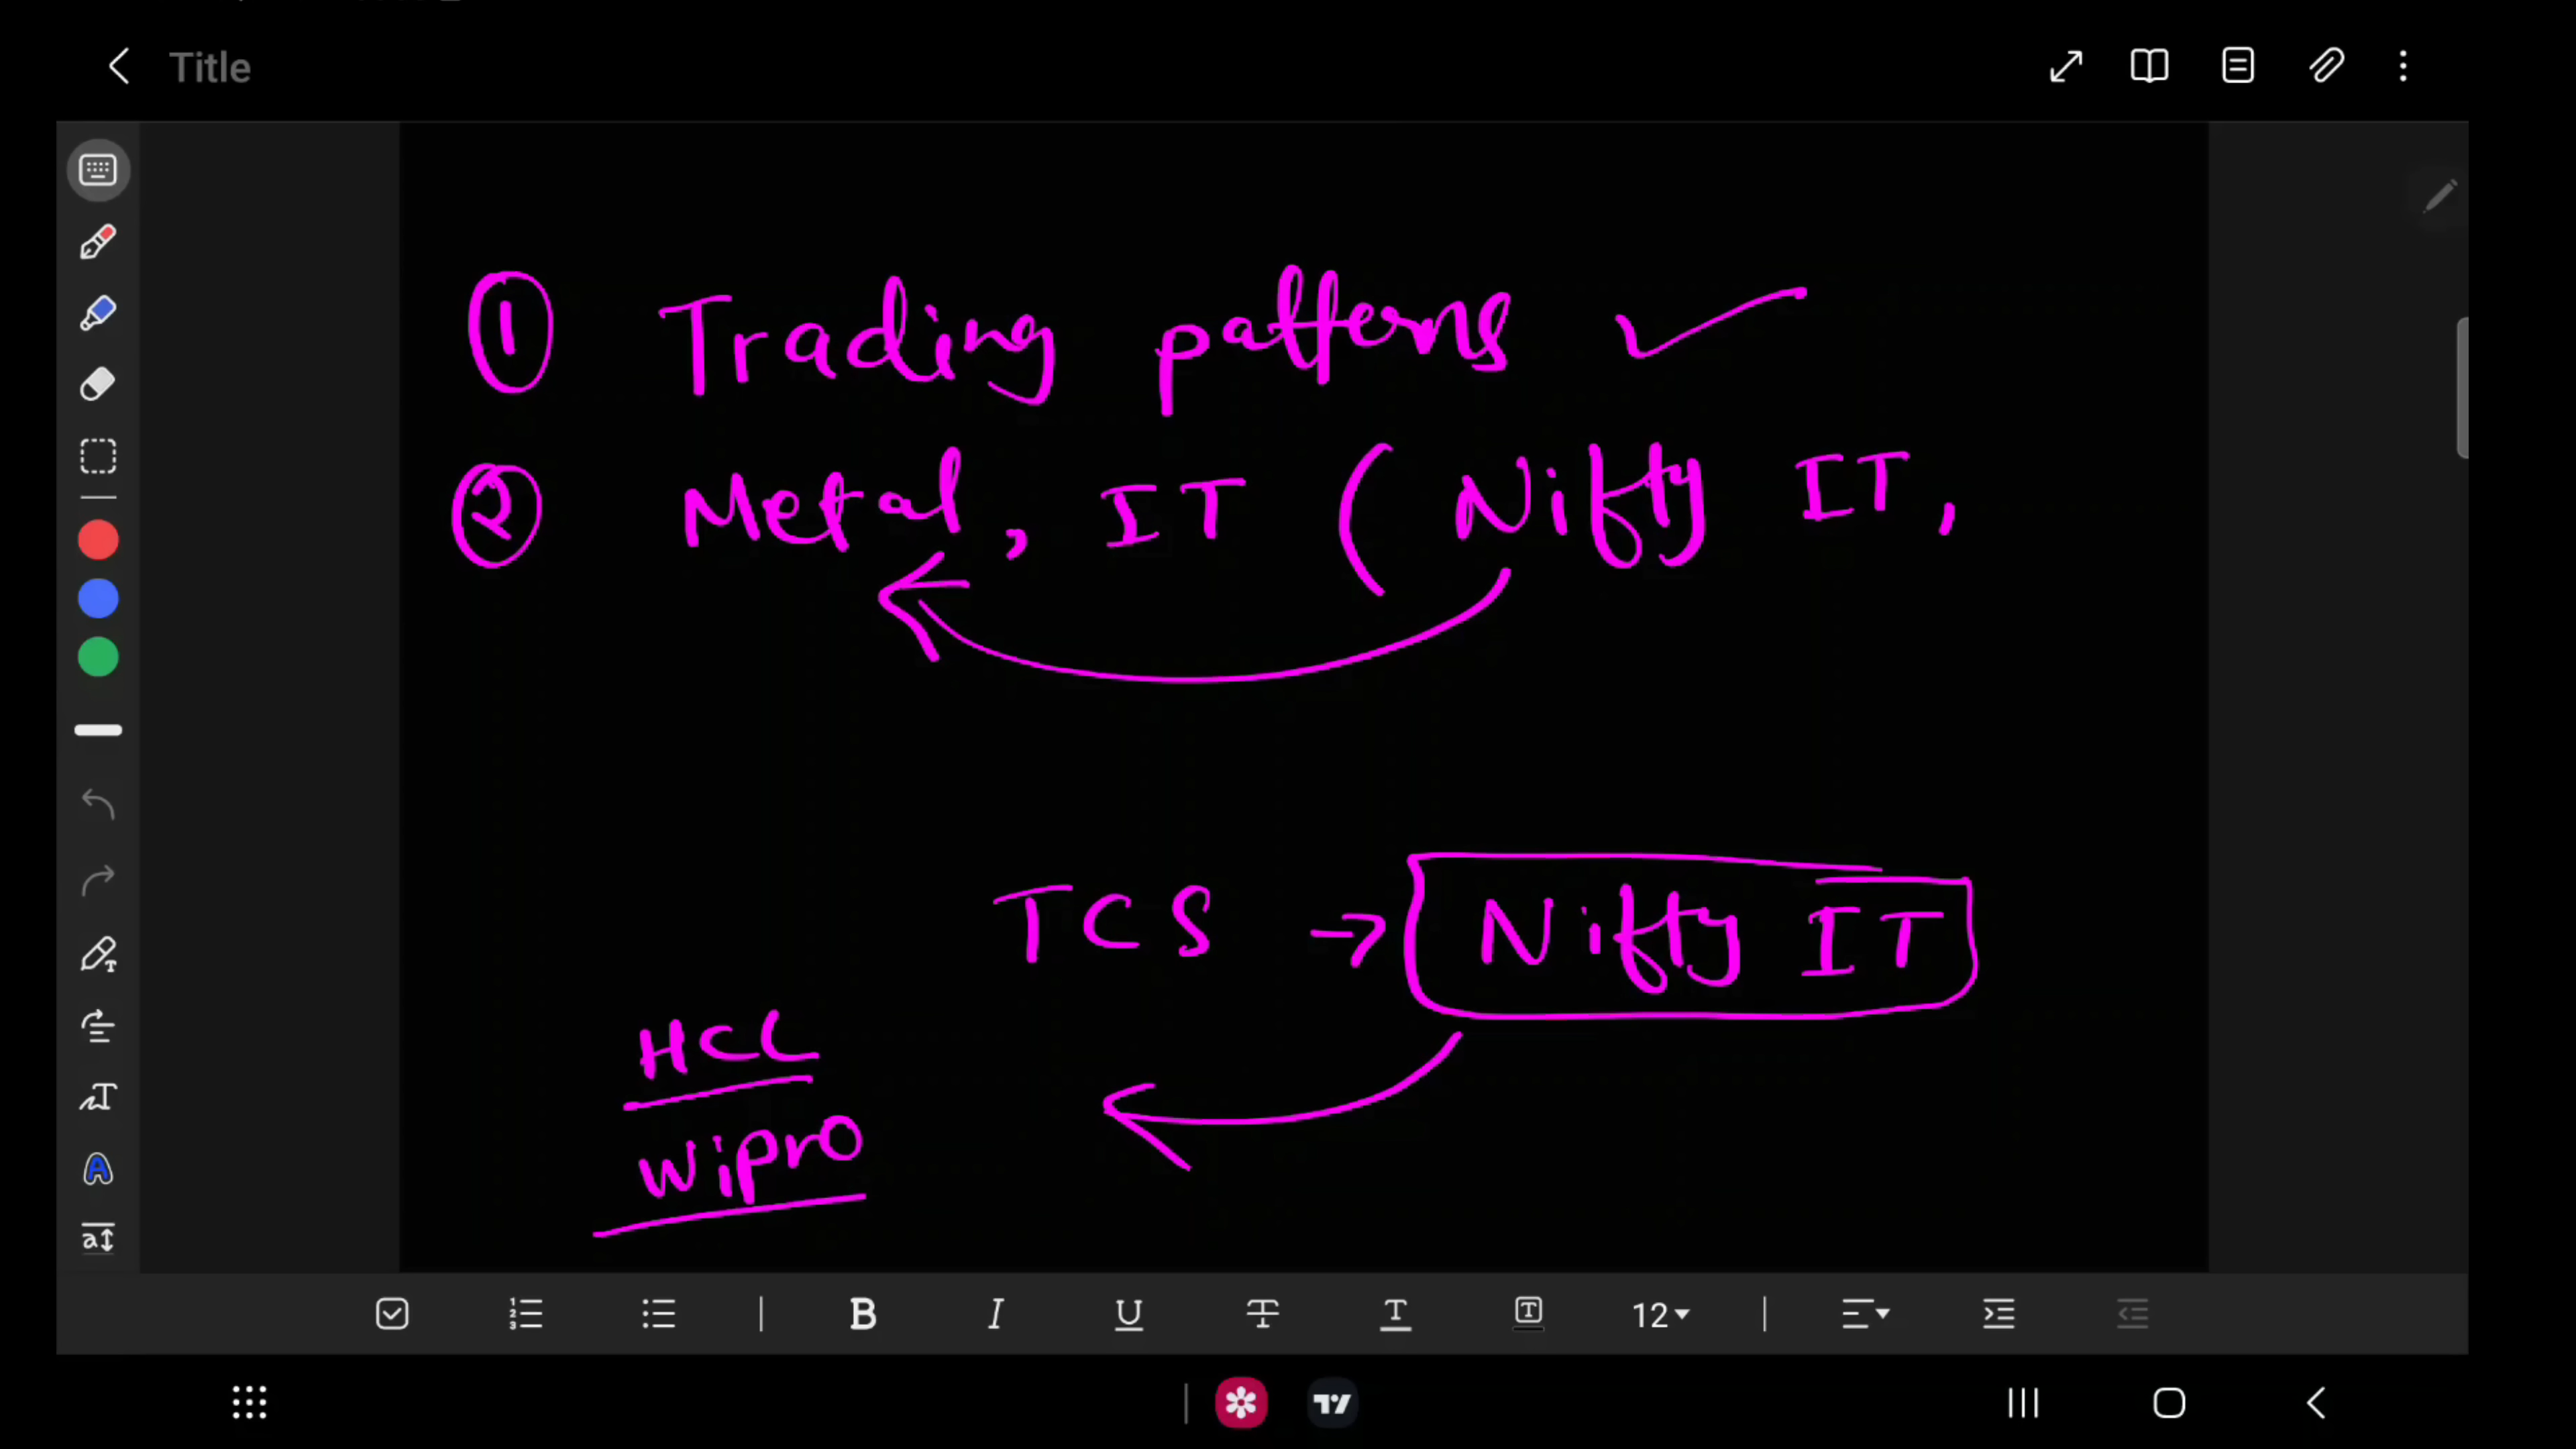 Title
① Trading patterns ✓
② Metal, IT ( Nifty IT,
TCS → Nifty IT
HCL
Wipro
B I U T T T 12